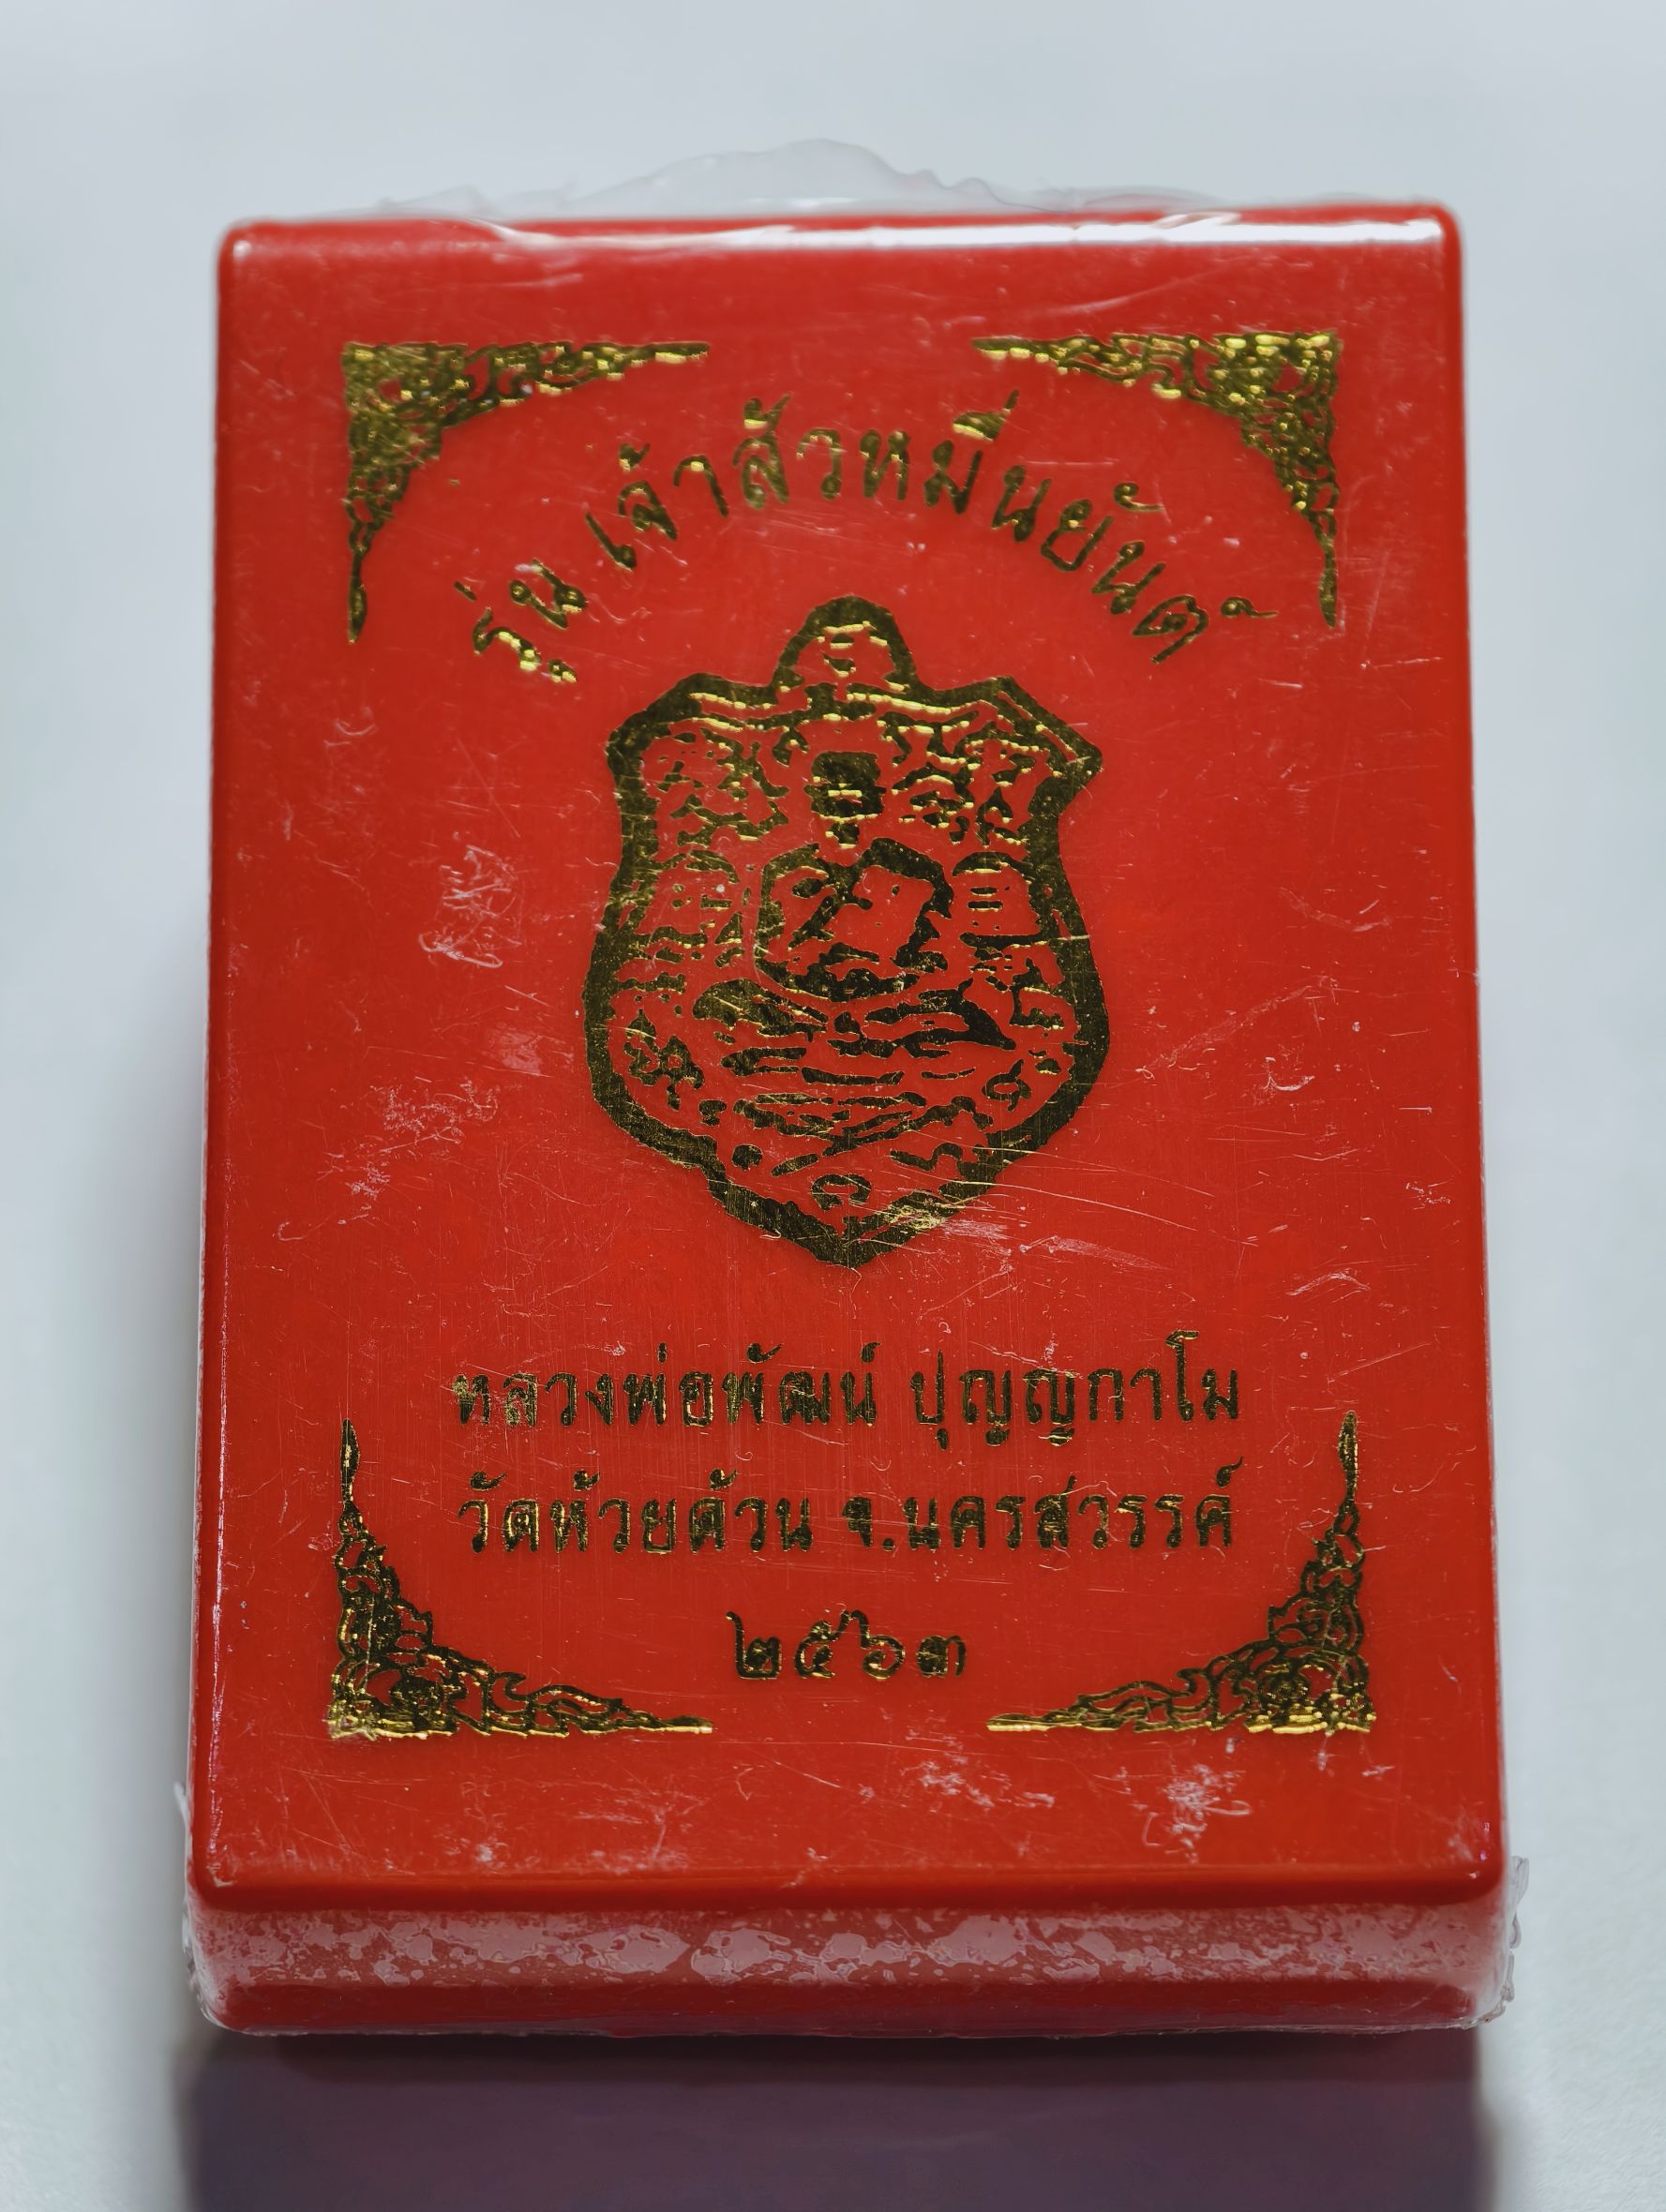 รุ่น เจ้าสัวหมื่นยันต์
หลวงพ่อพัฒน์ ปุญญกาโม
วัดห้วยด้วน จ.นครสวรรค์
๒๕๖๓